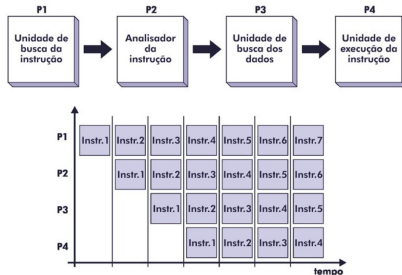 P1 P2 P3 P4
Unidade de busca da instrução
Analisador da instrução
Unidade de busca dos dados
Unidade de execução da instrução
P1 Instr.1 Instr.2 Instr.3 Instr.4 Instr.5 Instr.6 Instr.7
P2 Instr.1 Instr.2 Instr.3 Instr.4 Instr.5 Instr.6
P3 Instr.1 Instr.2 Instr.3 Instr.4 Instr.5
P4 Instr.1 Instr.2 Instr.3 Instr.4
tempo